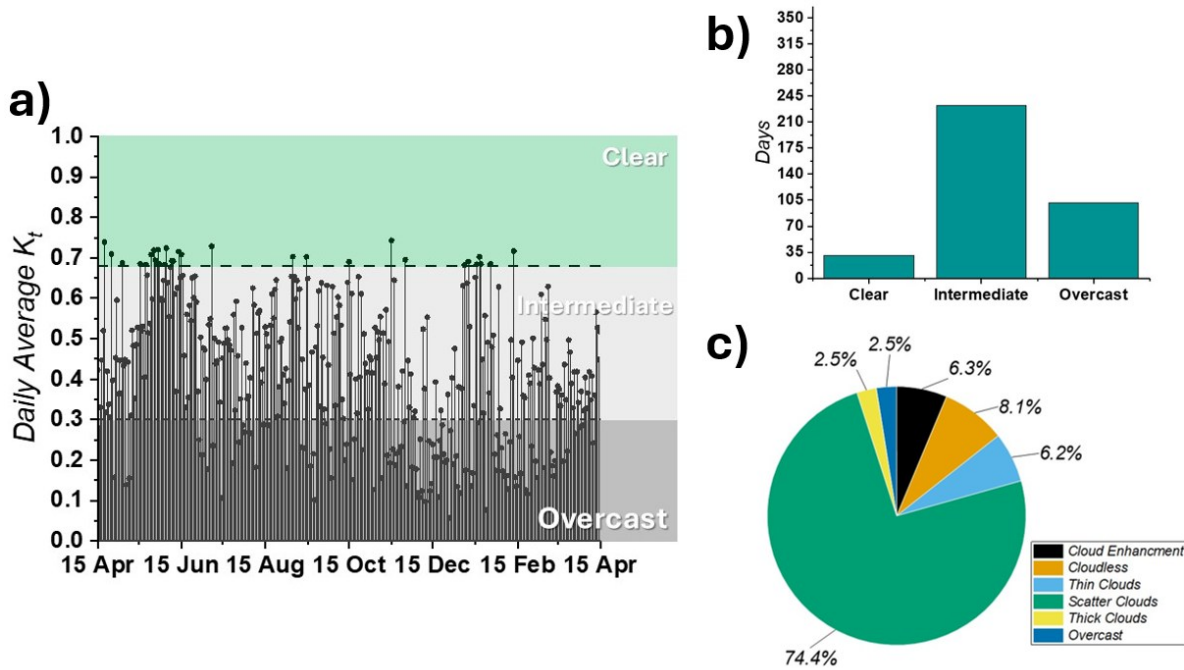 a)
Daily Average Kt
1.0
0.9
0.8
0.7
0.6
0.5
0.4
0.3
0.2
0.1
0.0
Clear
Intermediate
Overcast
15 Apr 15 Jun 15 Aug 15 Oct 15 Dec 15 Feb 15 Apr
b)
Days
350
315
280
245
210
175
140
105
70
35
0
Clear Intermediate Overcast
c)
2.5% 2.5% 6.3%
8.1%
6.2%
74.4%
Cloud Enhancment
Cloudless
Thin Clouds
Scatter Clouds
Thick Clouds
Overcast